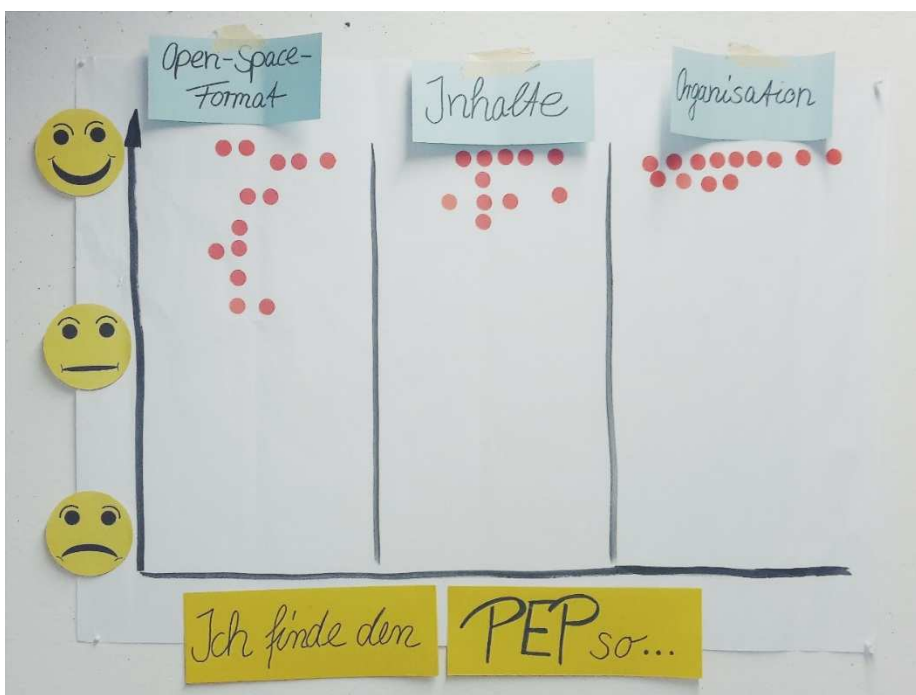 Open-Space-
Format
Inhalte
Organisation
Ich finde den
PEP so...